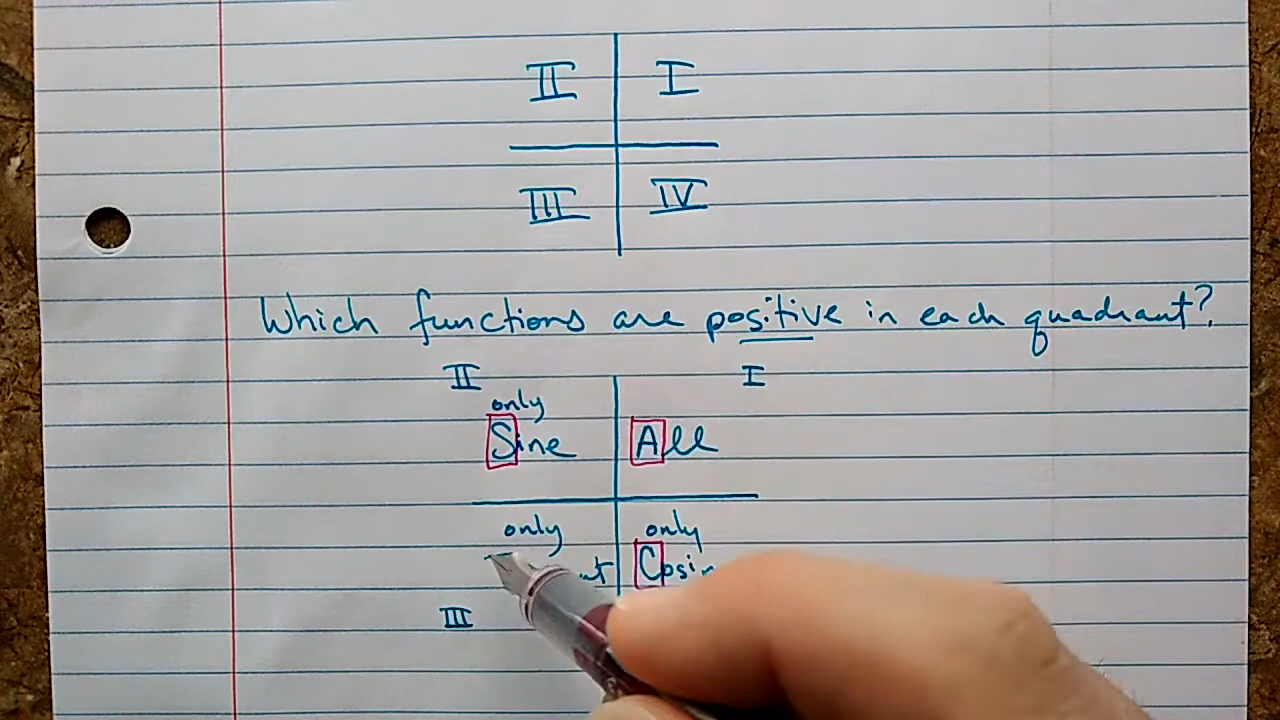 II I
III IV
Which functions are positive in each quadrant?
II I
only
Sine All
only only
III